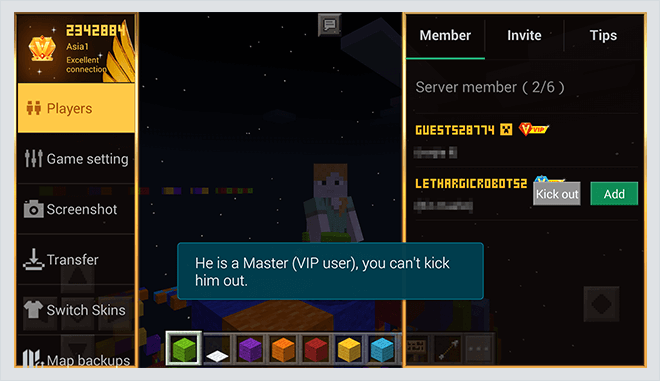 2342884
Asia1
Excellent
connection
Players
Game setting
Screenshot
Transfer
Switch Skins
Map backups
He is a Master (VIP user), you can't kick
him out.
Member
Invite
Tips
Server member ( 2/6 )
GUEST528774 VIP
LETHARGICROBOTS2
Kick out
Add